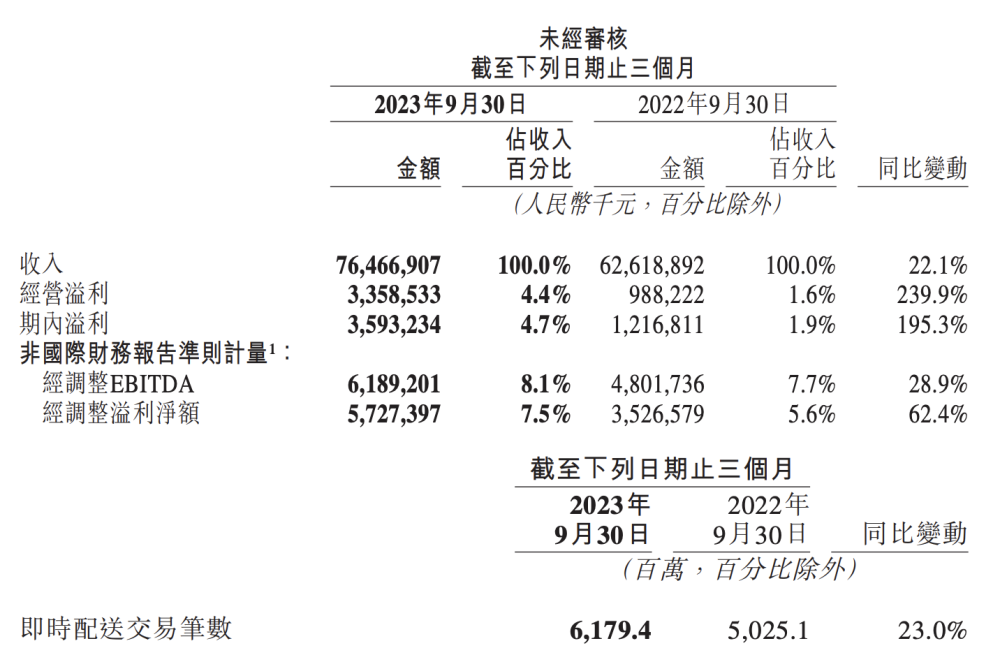 未經審核
截至下列日期止三個月
2023年9月30日 2022年9月30日
佔收入 佔收入
金額 百分比 金額 百分比 同比變動
(人民幣千元，百分比除外)
收入 76,466,907 100.0% 62,618,892 100.0% 22.1%
經營溢利 3,358,533 4.4% 988,222 1.6% 239.9%
期內溢利 3,593,234 4.7% 1,216,811 1.9% 195.3%
非國際財務報告準則計量1：
經調整EBITDA 6,189,201 8.1% 4,801,736 7.7% 28.9%
經調整溢利淨額 5,727,397 7.5% 3,526,579 5.6% 62.4%
截至下列日期止三個月
2023年 2022年
9月30日 9月30日 同比變動
(百萬，百分比除外)
即時配送交易筆數 6,179.4 5,025.1 23.0%